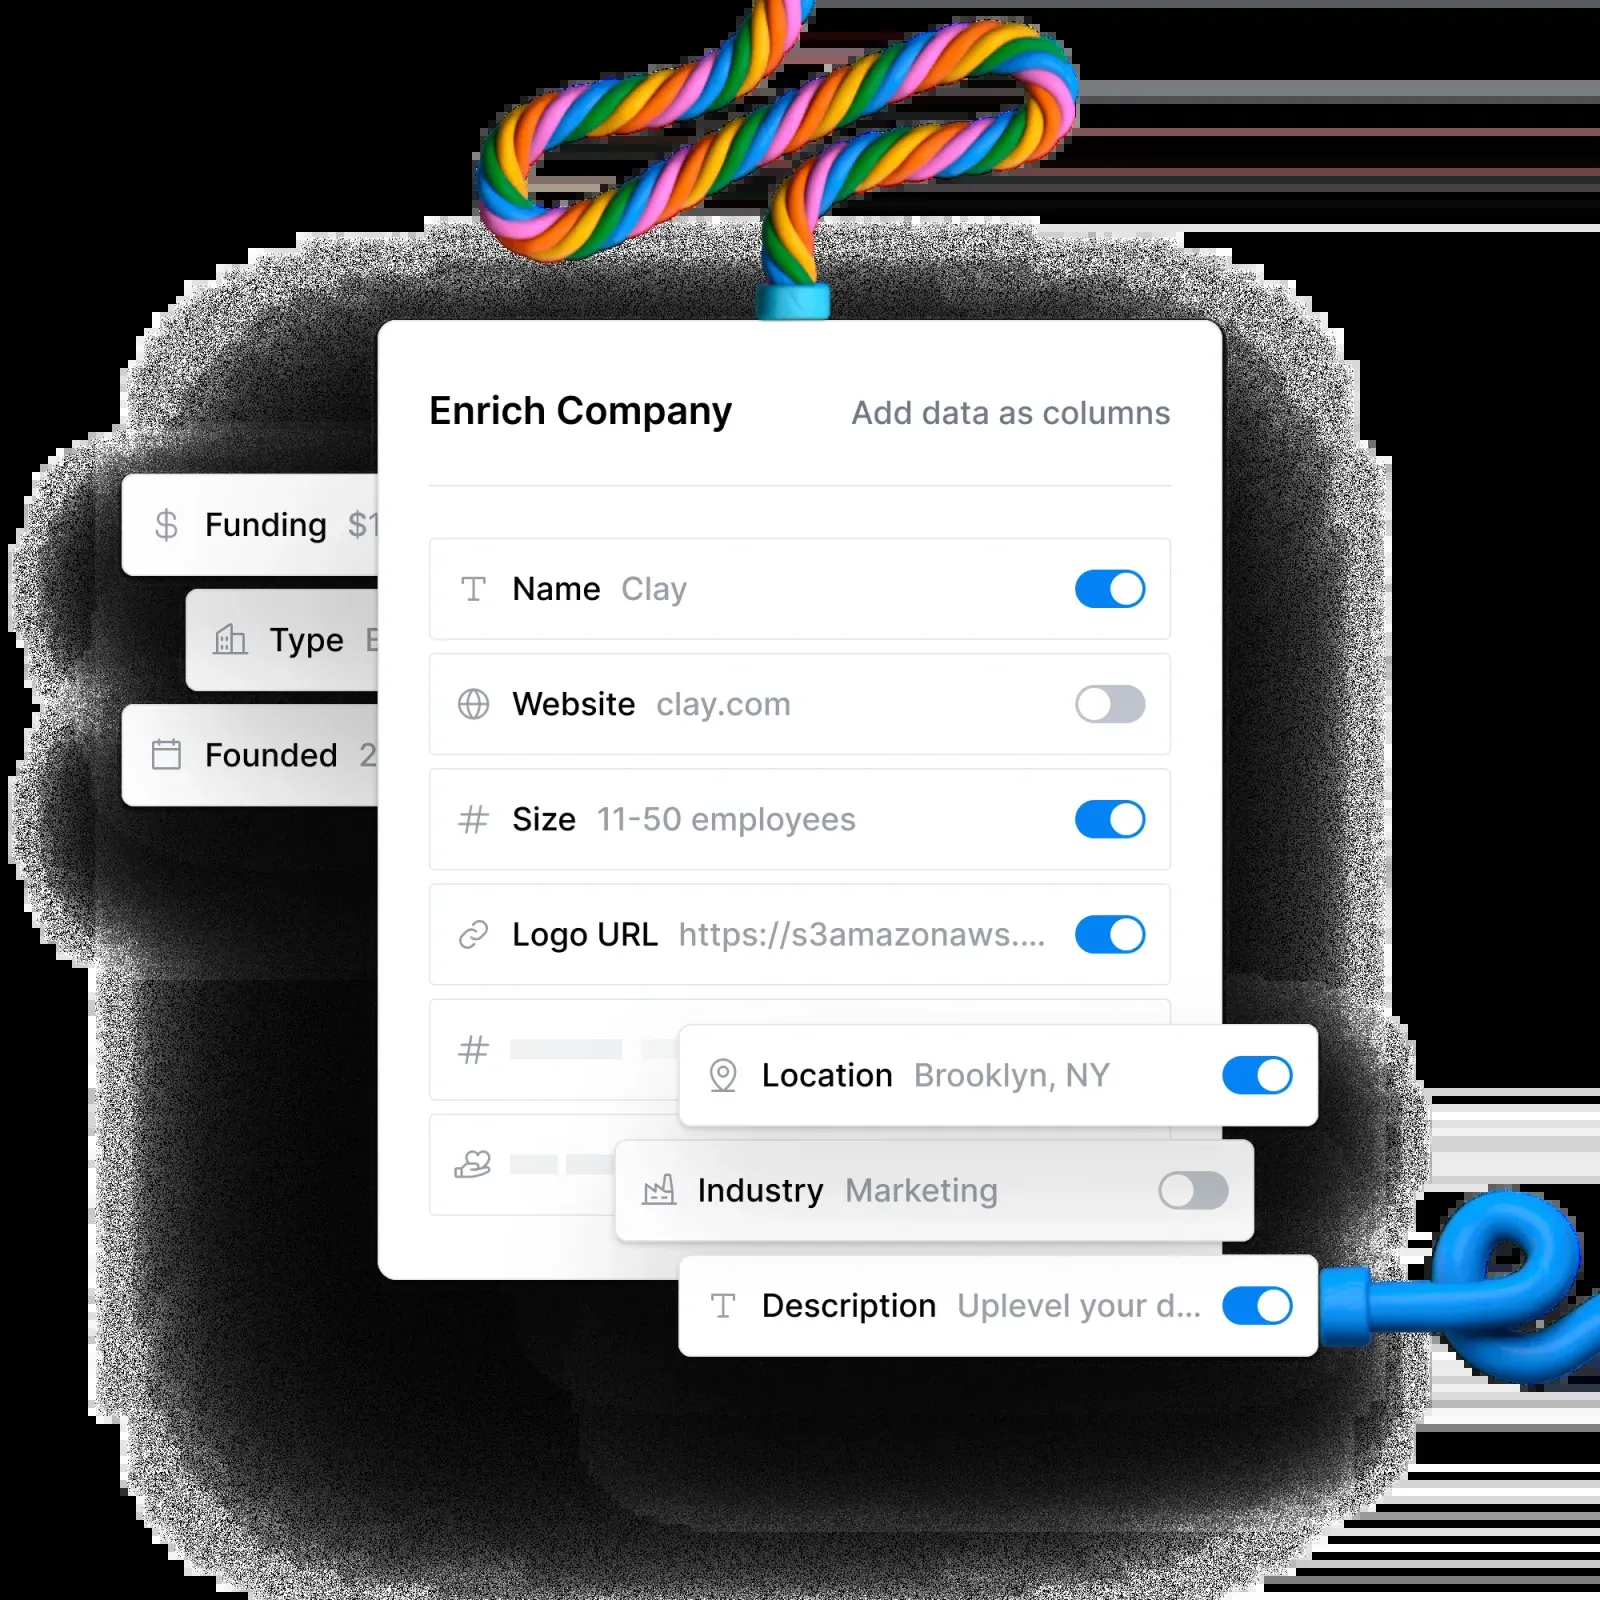 Enrich Company Add data as columns
Funding $1
Name Clay
Type
Website clay.com
Founded 2
Size 11-50 employees
Logo URL https://s3amazonaws....
#
Location Brooklyn, NY
Industry Marketing
Description Uplevel your d...